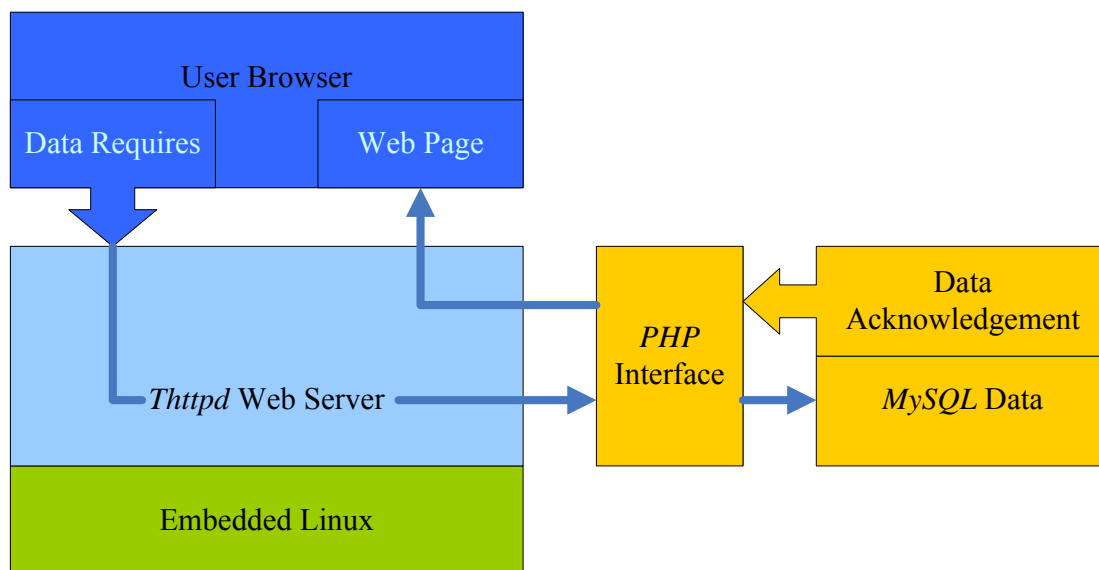 User Browser
Data Requires
Web Page
Thttpd Web Server
Embedded Linux
PHP
Interface
Data
Acknowledgement
MySQL Data